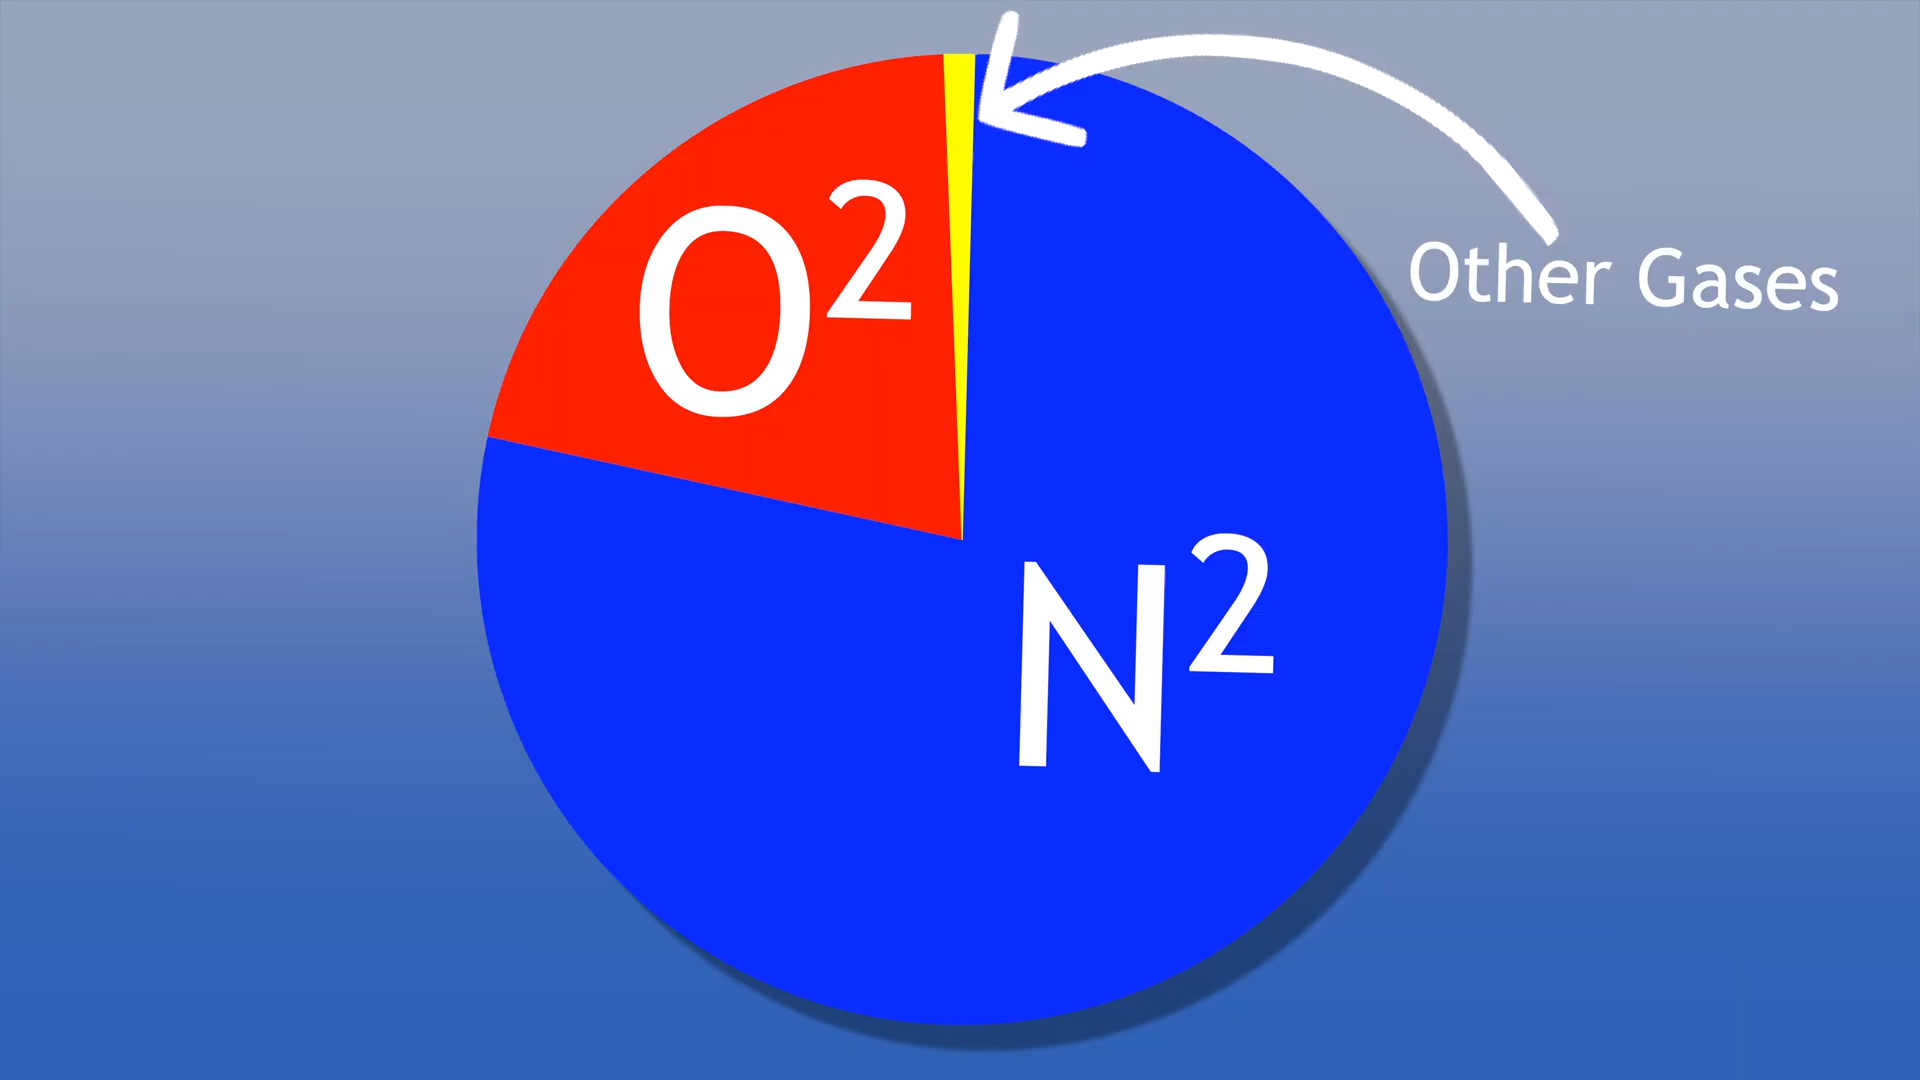 O²
Other Gases
N²